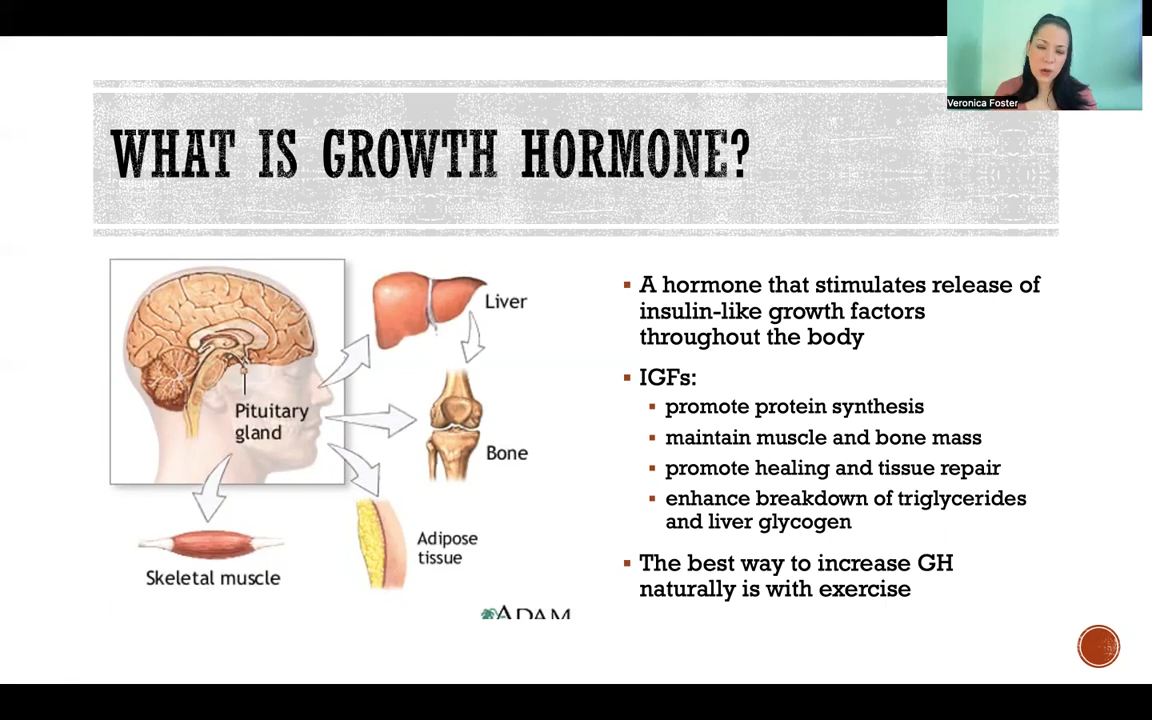 Veronica Foster
WHAT IS GROWTH HORMONE?
Liver
Pituitary
gland
Bone
Adipose
tissue
Skeletal muscle
ADAM
▪ A hormone that stimulates release of
insulin-like growth factors
throughout the body
▪ IGFs:
▪ promote protein synthesis
▪ maintain muscle and bone mass
▪ promote healing and tissue repair
▪ enhance breakdown of triglycerides
and liver glycogen
▪ The best way to increase GH
naturally is with exercise